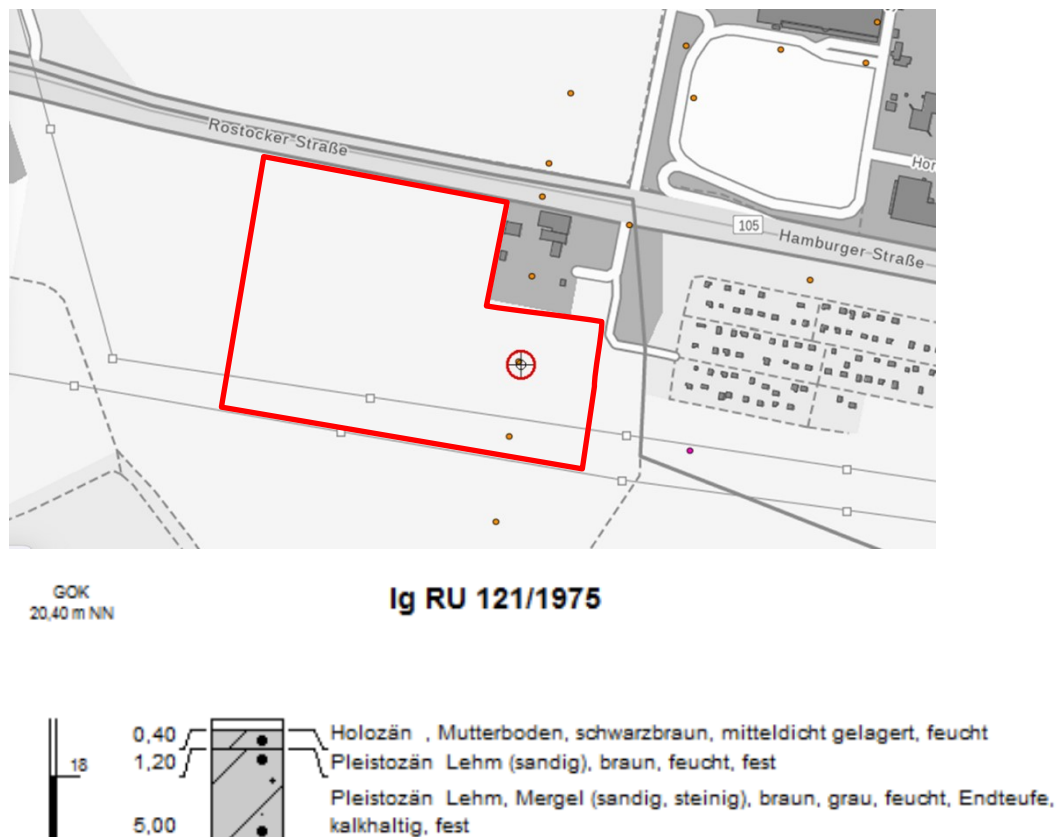 Rostocker Straße
105
Hamburger Straße
Hor
GOK
20,40 m NN
Ig RU 121/1975
0,40
Holozän , Mutterboden, schwarzbraun, mitteldicht gelagert, feucht
18
1,20
Pleistozän Lehm (sandig), braun, feucht, fest
Pleistozän Lehm, Mergel (sandig, steinig), braun, grau, feucht, Endteufe,
5,00
kalkhaltig, fest